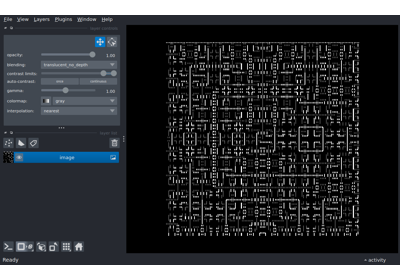 File View Layers Plugins Window Help
opacity: 1.00
blending: translucent_no_depth
contrast limits:
auto-contrast: once continuous
gamma: 1.00
colormap: gray
interpolation: nearest
image
Ready activity